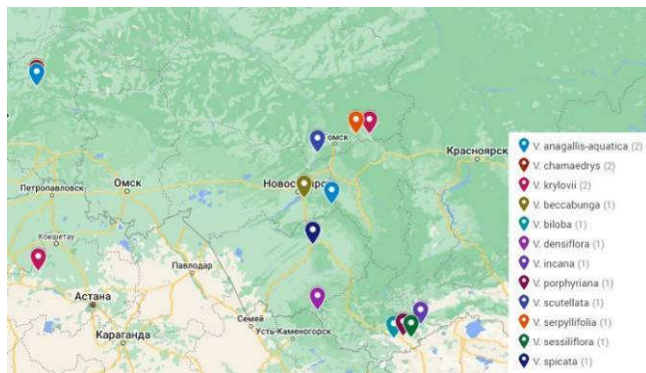 Томск
Красноярск
Омск
Петропавловск
Новосибирск
Кокшетау
Павлодар
Астана
Семей
Караганда
Усть-Каменогорск
V. anagallis-aquatica (2)
V. chamaedrys (2)
V. krylovii (2)
V. beccabunga (1)
V. biloba (1)
V. densiflora (1)
V. incana (1)
V. porphyriana (1)
V. scutellata (1)
V. serpyllifolia (1)
V. sessiliflora (1)
V. spicata (1)